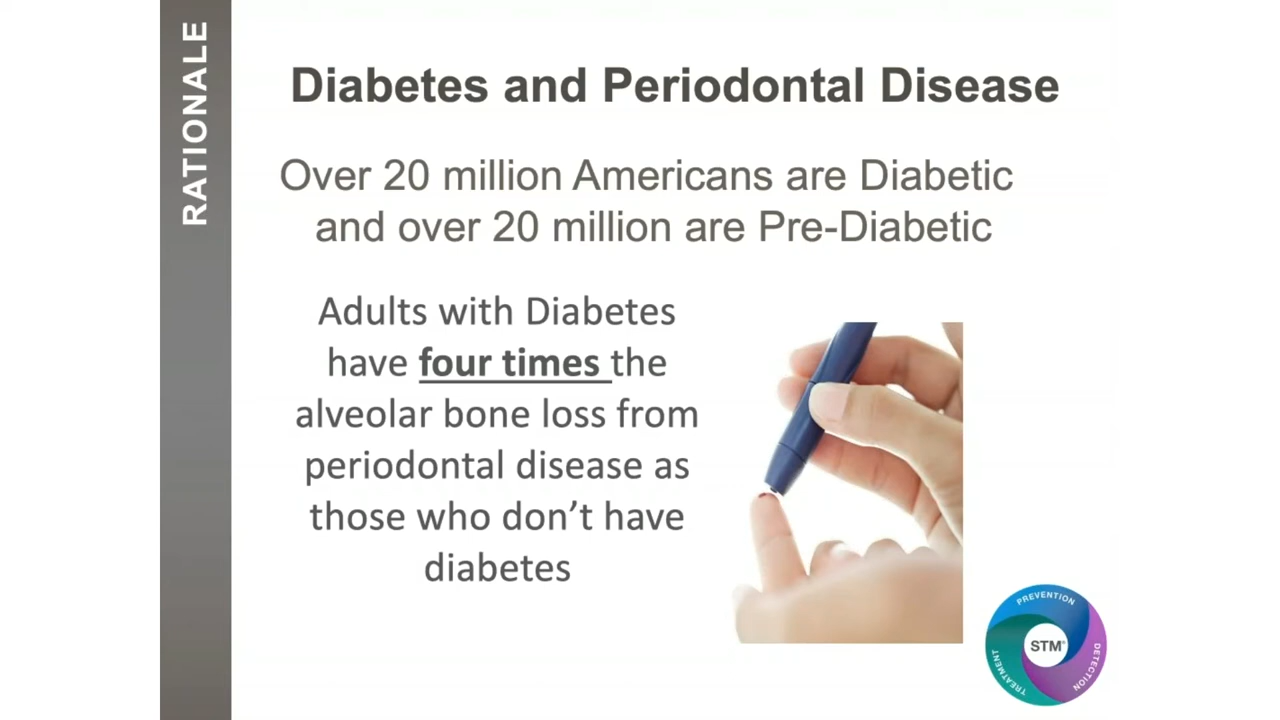 RATIONALE
Diabetes and Periodontal Disease
Over 20 million Americans are Diabetic
and over 20 million are Pre-Diabetic
Adults with Diabetes
have four times the
alveolar bone loss from
periodontal disease as
those who don’t have
diabetes
PREVENTION
STM®
TREATMENT
DETECTION